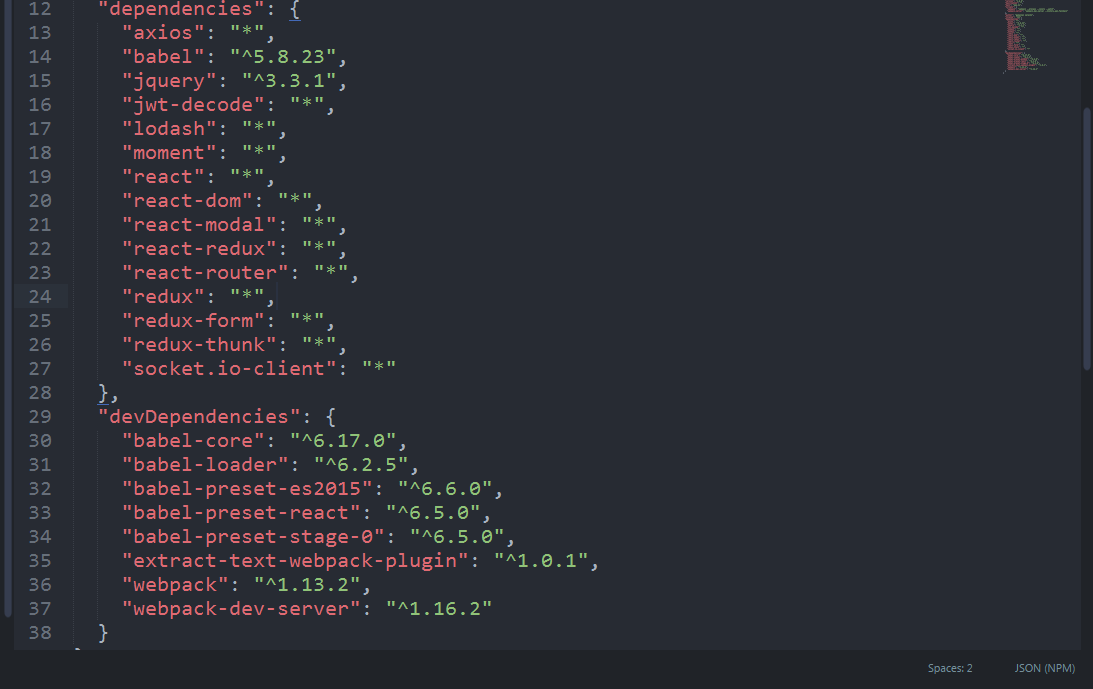 12 "dependencies": {
13 "axios": "*",
14 "babel": "^5.8.23",
15 "jquery": "^3.3.1",
16 "jwt-decode": "*",
17 "lodash": "*",
18 "moment": "*",
19 "react": "*",
20 "react-dom": "*",
21 "react-modal": "*",
22 "react-redux": "*",
23 "react-router": "*",
24 "redux": "*",
25 "redux-form": "*",
26 "redux-thunk": "*",
27 "socket.io-client": "*"
28 },
29 "devDependencies": {
30 "babel-core": "^6.17.0",
31 "babel-loader": "^6.2.5",
32 "babel-preset-es2015": "^6.6.0",
33 "babel-preset-react": "^6.5.0",
34 "babel-preset-stage-0": "^6.5.0",
35 "extract-text-webpack-plugin": "^1.0.1",
36 "webpack": "^1.13.2",
37 "webpack-dev-server": "^1.16.2"
38 }
Spaces: 2 JSON (NPM)